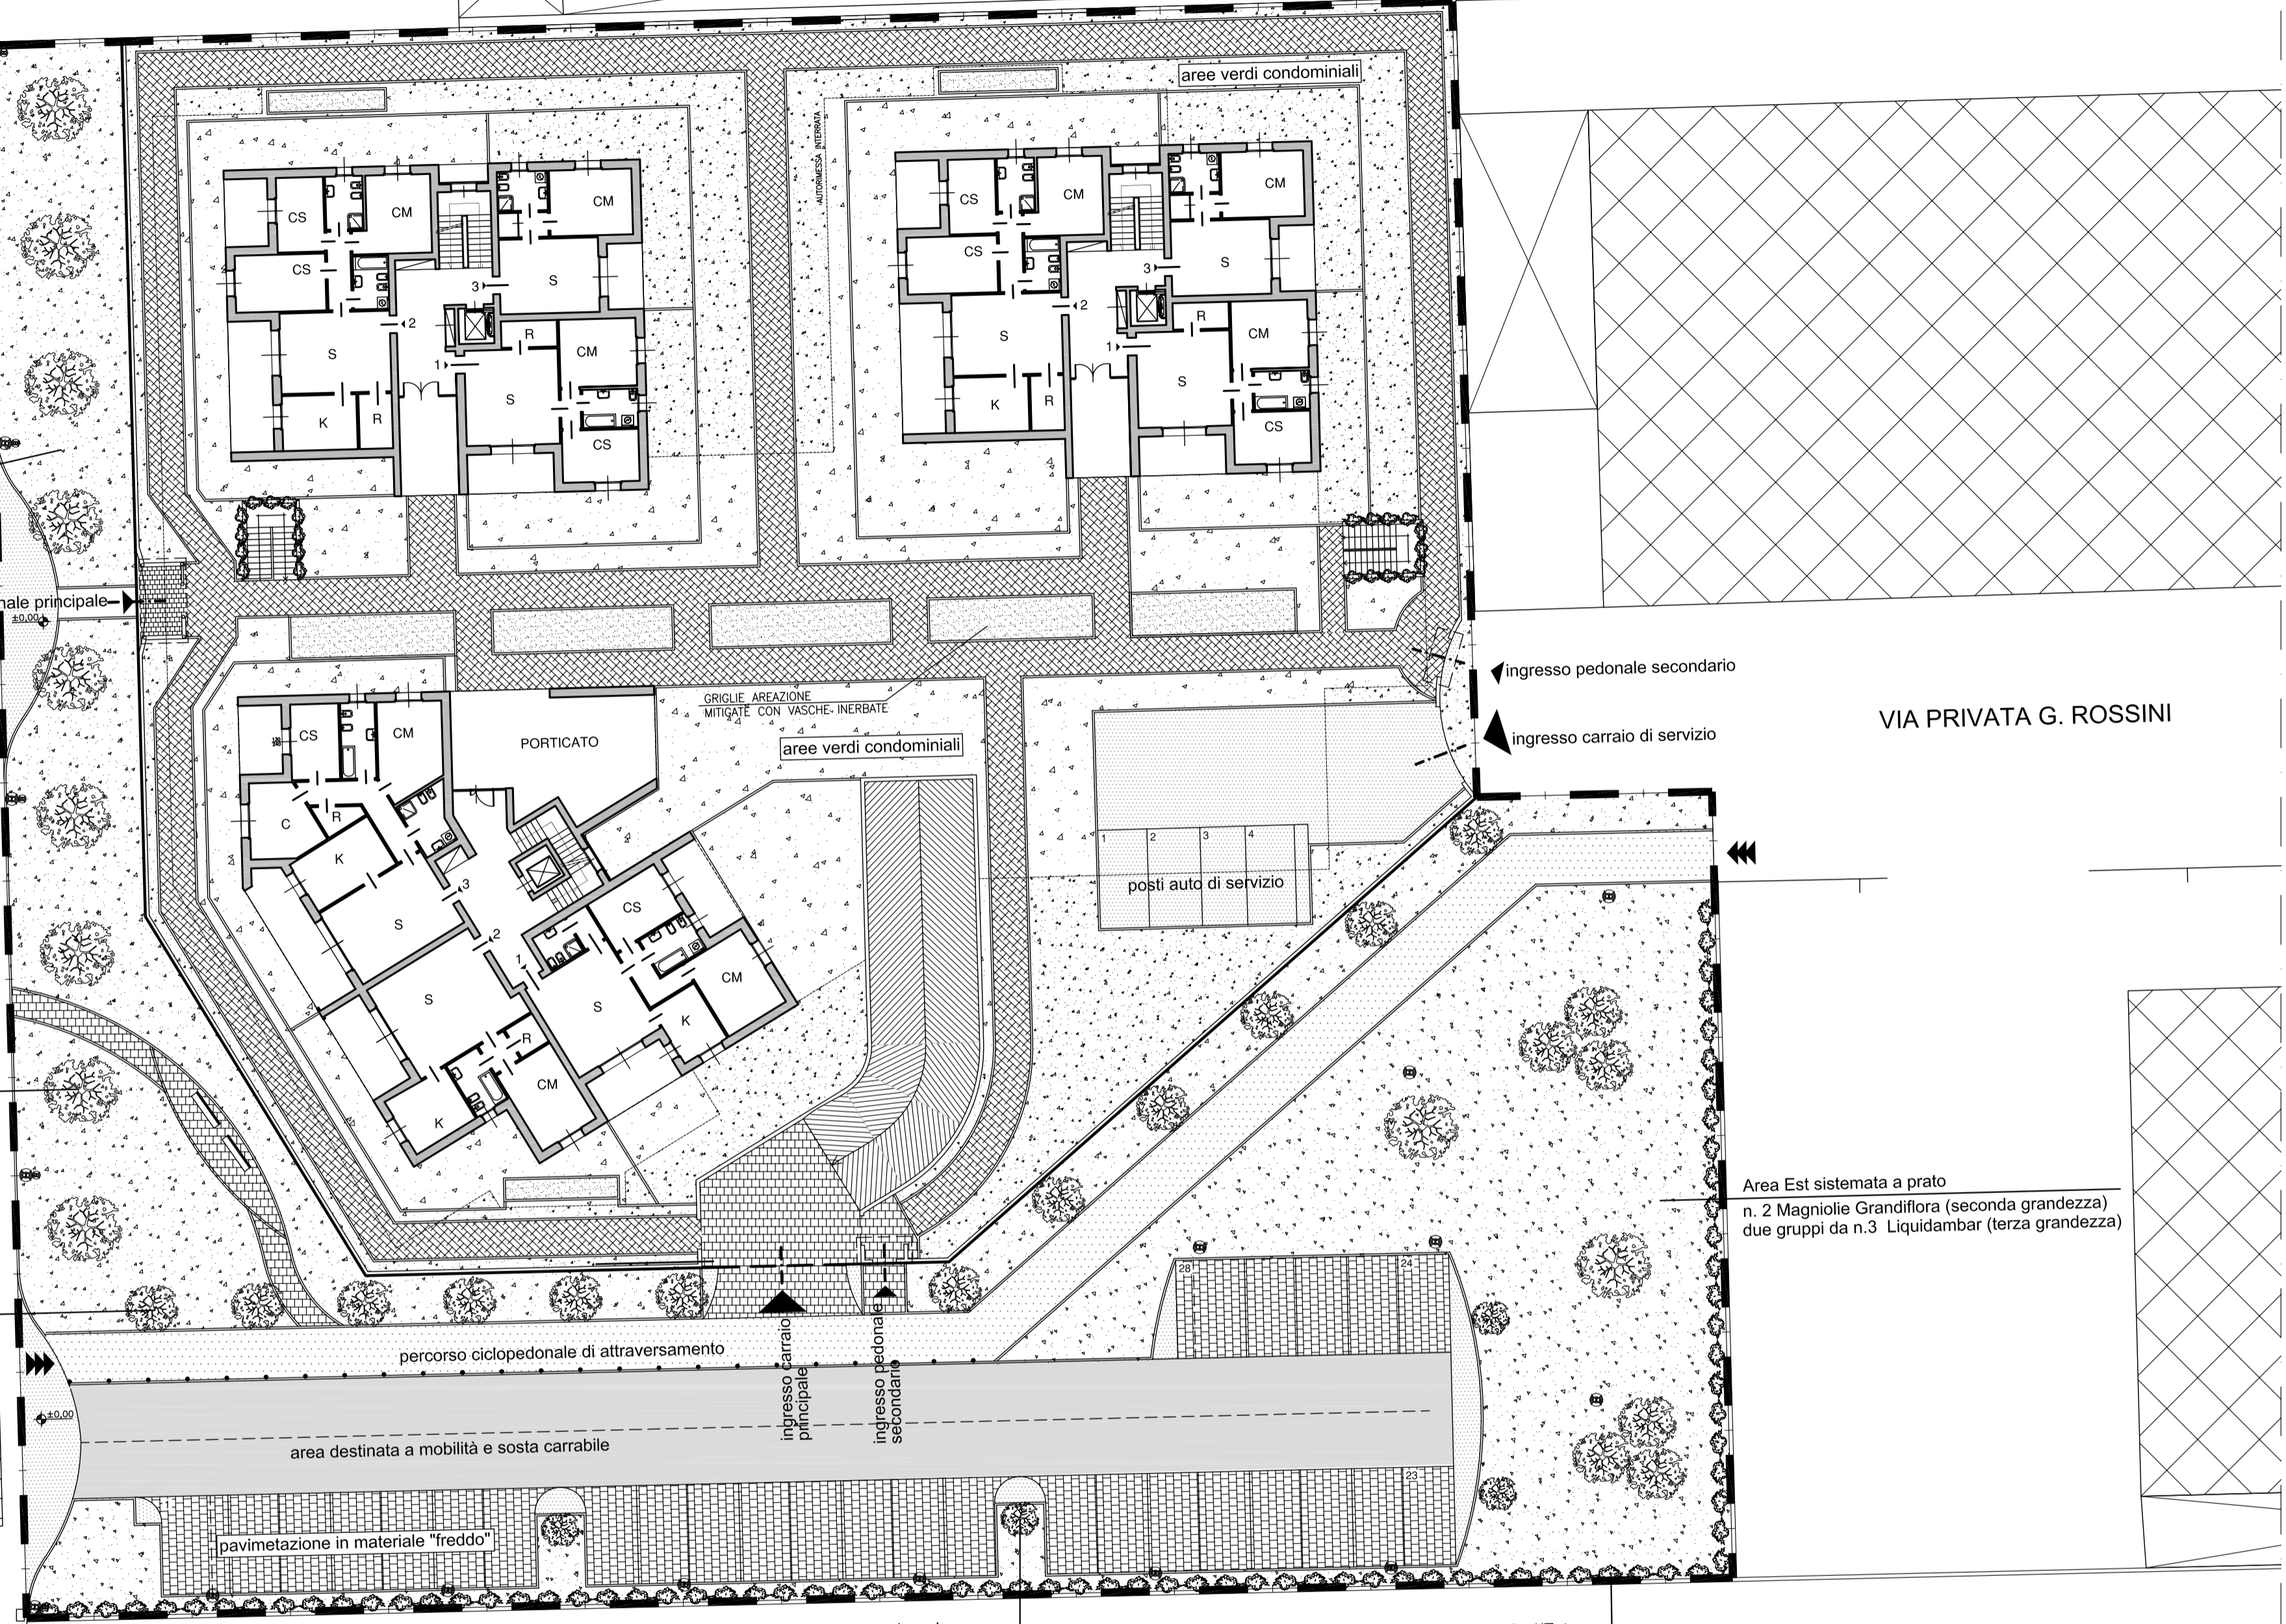 aree verdi condominiali
AUTORIMESSA INTERRATA
CS
CM
CM
CS
S
3
2
S
R
CM
1
S
K
R
CS
CS
CM
CM
CS
S
3
2
S
R
CM
1
S
K
R
CS
nale principale
±0,00
ingresso pedonale secondario
GRIGLIE AREAZIONE
MITIGATE CON VASCHE INERBATE
VIA PRIVATA G. ROSSINI
ingresso carraio di servizio
PORTICATO
aree verdi condominiali
CS
CM
C
R
K
3
S
2
1
CS
CM
S
S
K
R
CM
K
1
2
3
4
posti auto di servizio
Area Est sistemata a prato
n. 2 Magniolie Grandiflora (seconda grandezza)
due gruppi da n.3 Liquidambar (terza grandezza)
28
24
percorso ciclopedonale di attraversamento
ingresso carraio
principale
ingresso pedonale
secondario
±0,00
area destinata a mobilità e sosta carrabile
23
pavimetazione in materiale "freddo"